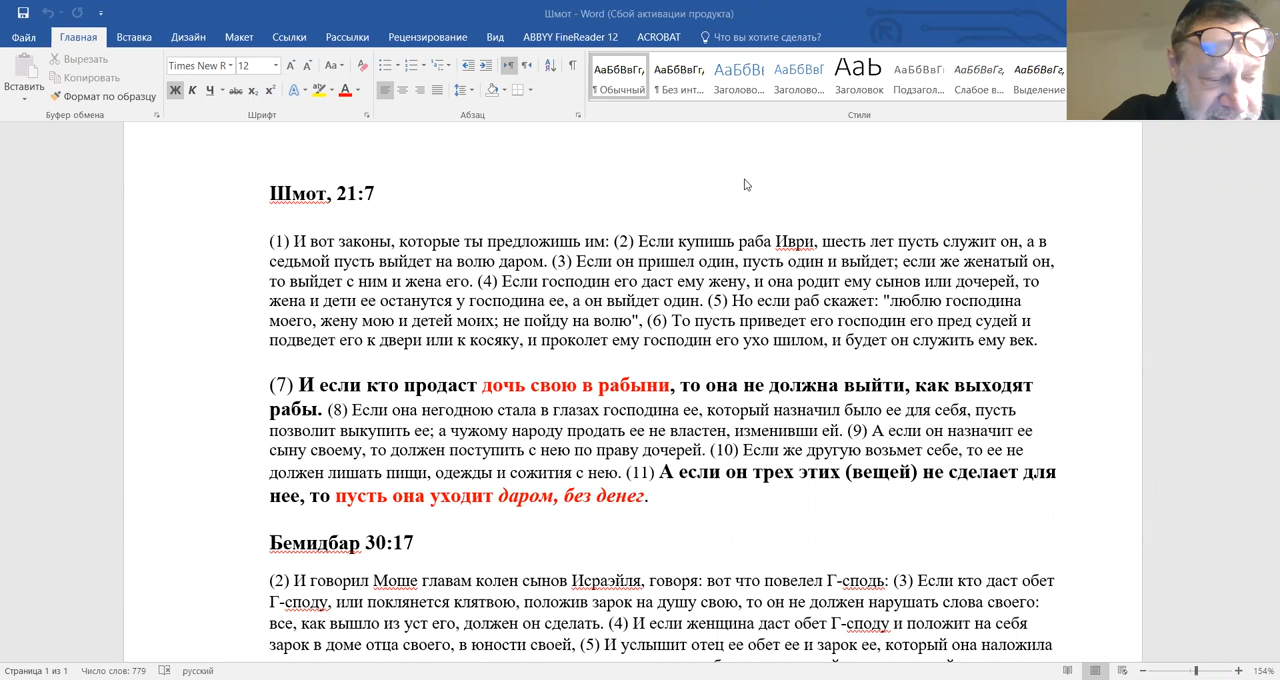 Шмот - Word (Сбой активации продукта)
Файл Главная Вставка Дизайн Макет Ссылки Рассылки Рецензирование Вид ABBYY FineReader 12 ACROBAT Что вы хотите сделать?
Вставить
Вырезать
Копировать
Формат по образцу
Буфер обмена
Times New R 12
Ж К Ч abc x₂ x²
Шрифт
Абзац
АаБбВвГг, АаБбВвГг, АаБбВі АаБбВвГ АаЬ АаБбВвГ АаБбВвГг, АаБбВвГг,
¶ Обычный ¶ Без инт... Заголово... Заголово... Заголовок Подзагол... Слабое в... Выделение
Стили
Шмот, 21:7
(1) И вот законы, которые ты предложишь им: (2) Если купишь раба Иври, шесть лет пусть служит он, а в
седьмой пусть выйдет на волю даром. (3) Если он пришел один, пусть один и выйдет; если же женатый он,
то выйдет с ним и жена его. (4) Если господин его даст ему жену, и она родит ему сынов или дочерей, то
жена и дети ее останутся у господина ее, а он выйдет один. (5) Но если раб скажет: "люблю господина
моего, жену мою и детей моих; не пойду на волю", (6) То пусть приведет его господин его пред судей и
подведет его к двери или к косяку, и проколет ему господин его ухо шилом, и будет он служить ему век.
(7) И если кто продаст дочь свою в рабыни, то она не должна выйти, как выходят
рабы. (8) Если она негодною стала в глазах господина ее, который назначил было ее для себя, пусть
позволит выкупить ее; а чужому народу продать ее не властен, изменивши ей. (9) А если он назначит ее
сыну своему, то должен поступить с нею по праву дочерей. (10) Если же другую возьмет себе, то ее не
должен лишать пищи, одежды и сожития с нею. (11) А если он трех этих (вещей) не сделает для
нее, то пусть она уходит даром, без денег.
Бемидбар 30:17
(2) И говорил Моше главам колен сынов Исраэйля, говоря: вот что повелел Г-сподь: (3) Если кто даст обет
Г-споду, или поклянется клятвою, положив зарок на душу свою, то он не должен нарушать слова своего:
все, как вышло из уст его, должен он сделать. (4) И если женщина даст обет Г-споду и положит на себя
зарок в доме отца своего, в юности своей, (5) И услышит отец ее обет ее и зарок ее, который она наложила
Страница 1 из 1 Число слов: 779 русский 154%